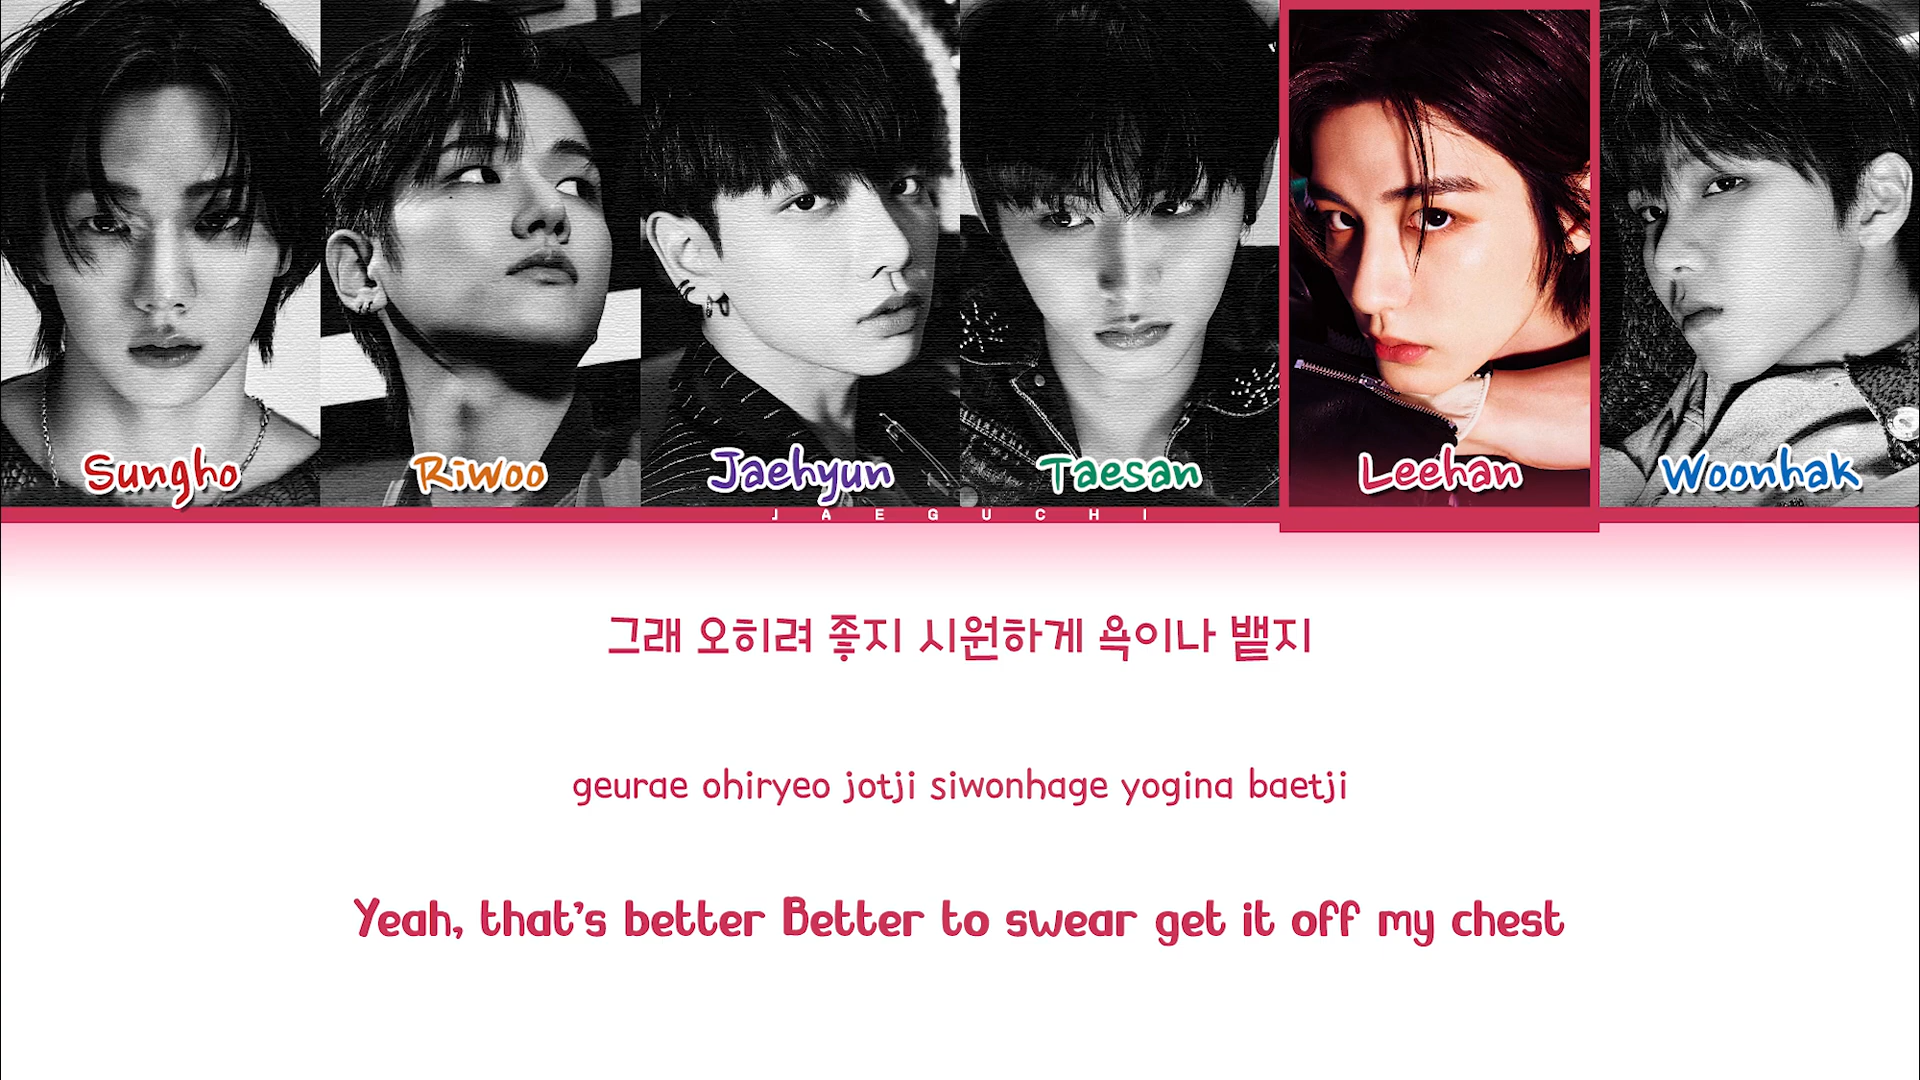 Sungho
Riwoo
Jaehyun
Taesan
Leehan
Woonhak
JAEGUCHI
그래 오히려 좋지 시원하게 욕이나 뱉지
geurae ohiryeo jotji siwonhage yogina baetji
Yeah, that's better Better to swear get it off my chest